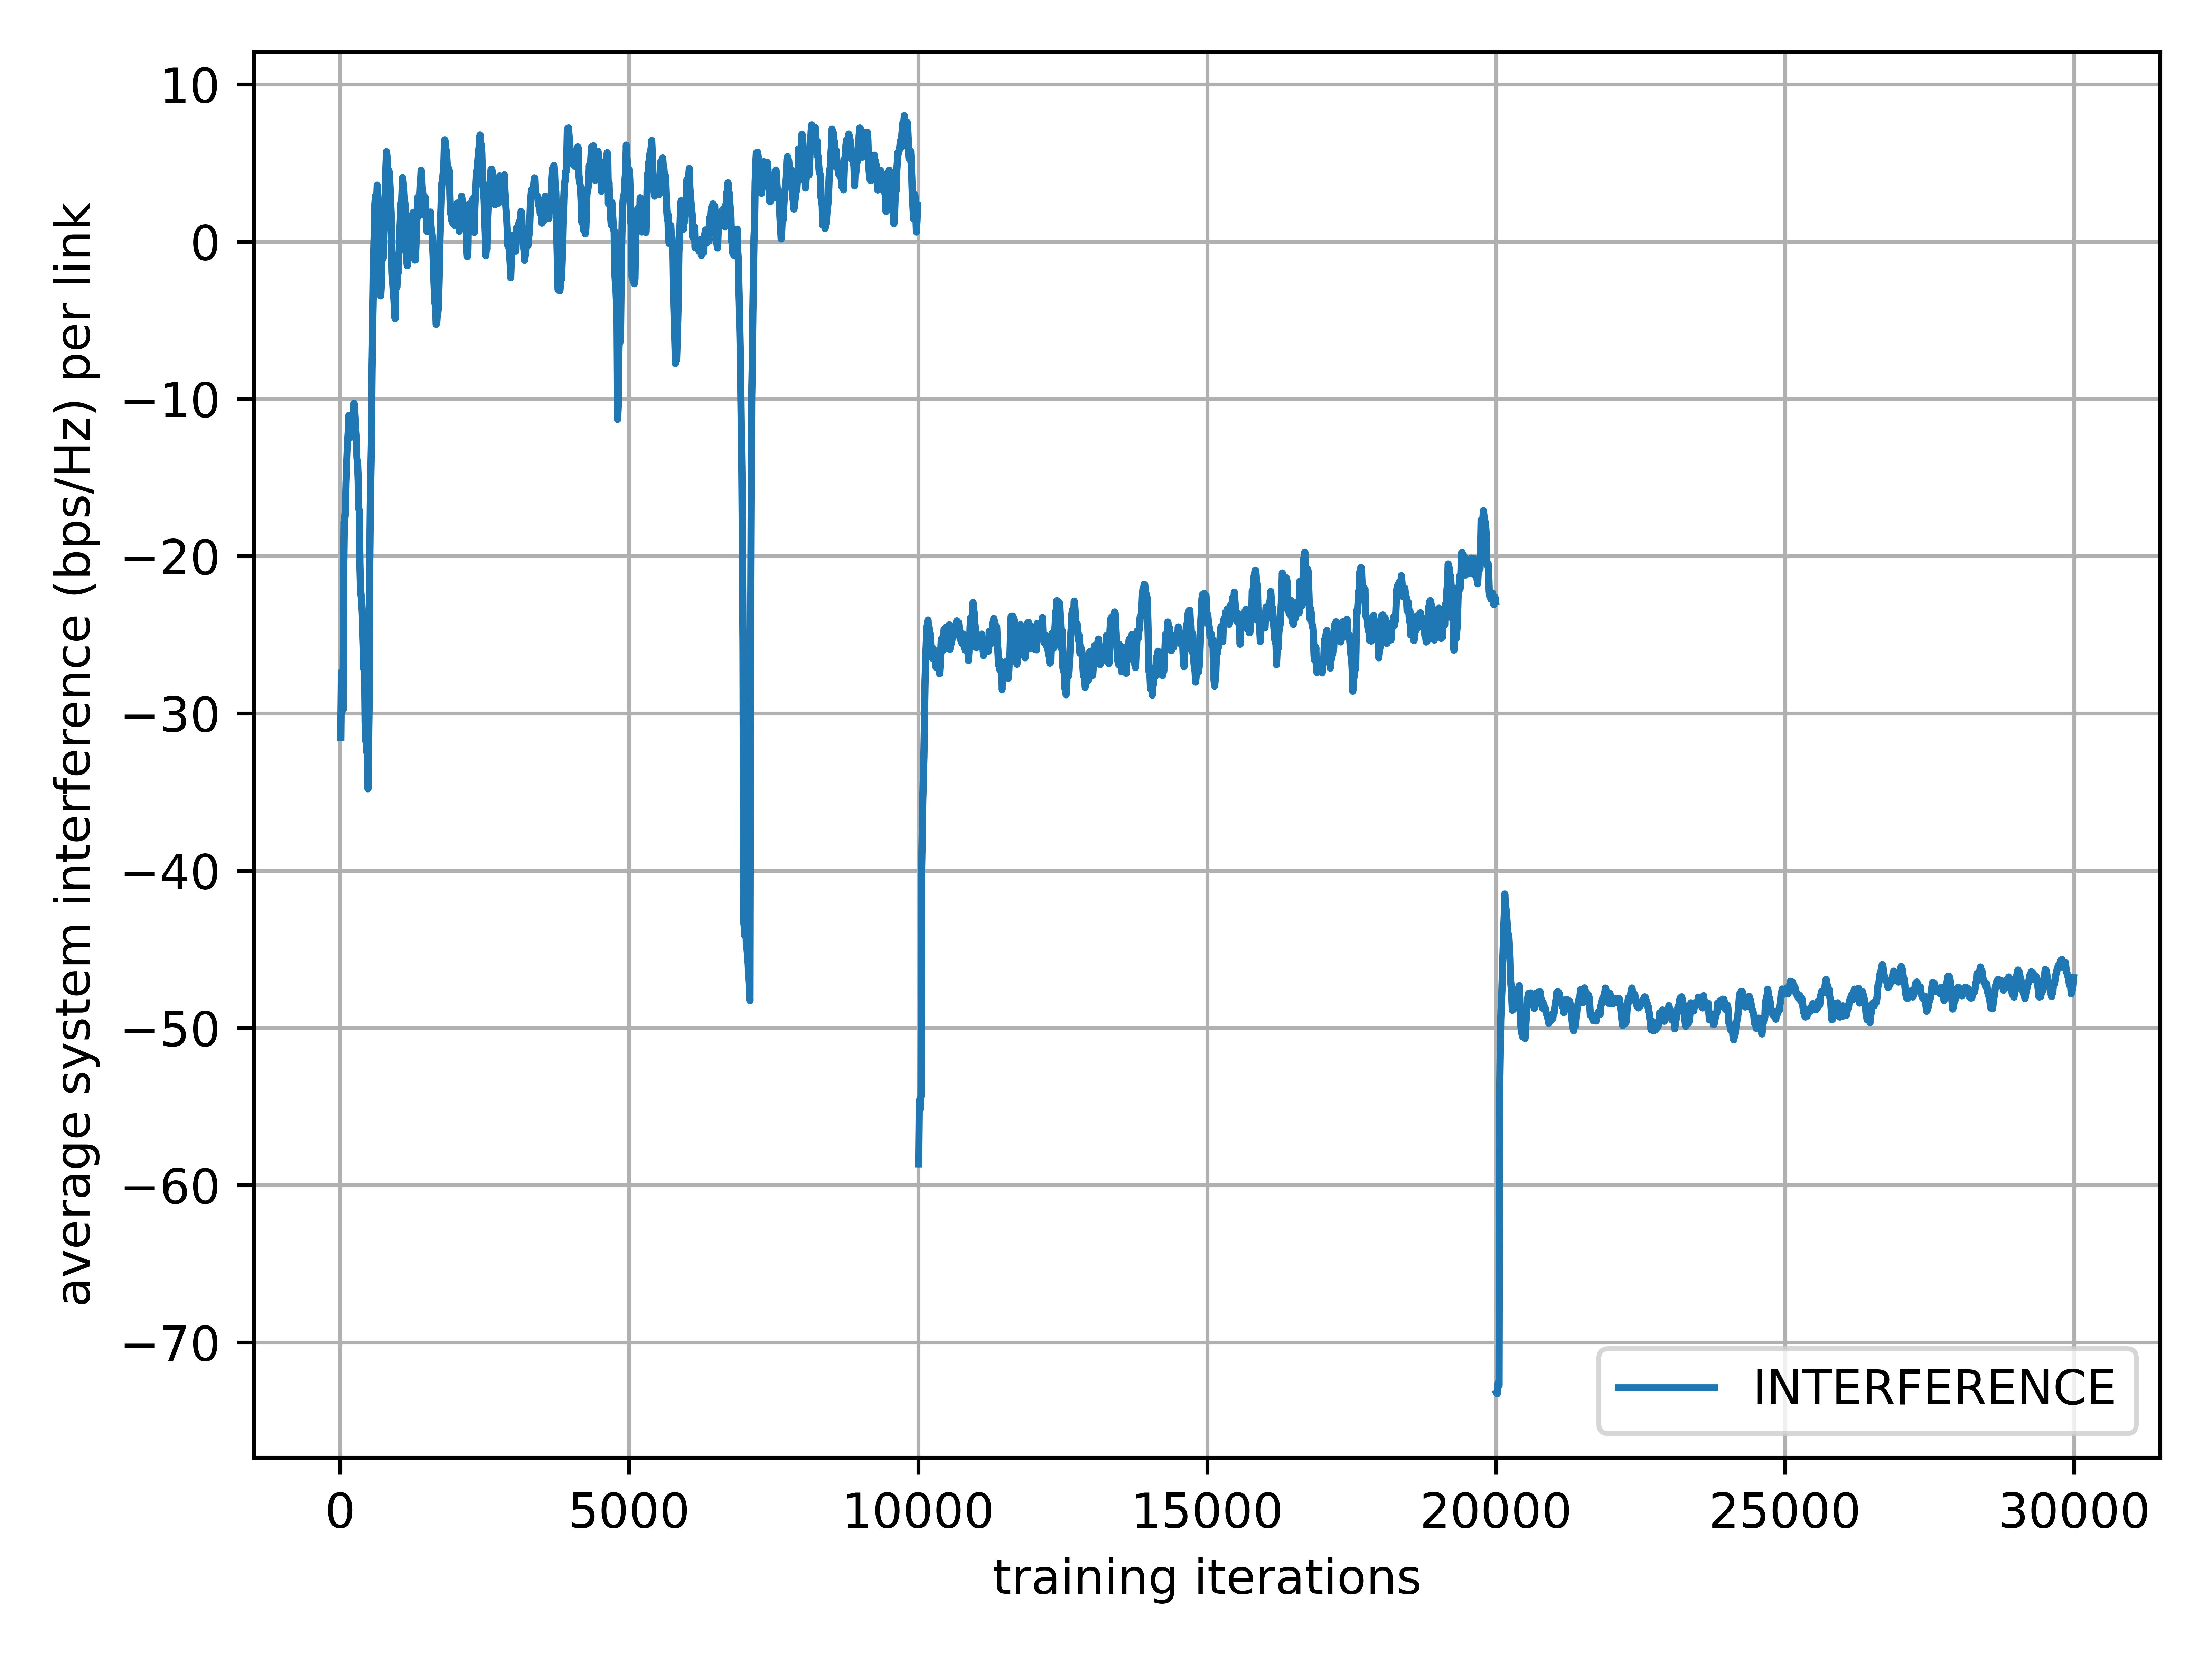 average system interference (bps/Hz) per link
10
0
−10
−20
−30
−40
−50
−60
−70
INTERFERENCE
0 5000 10000 15000 20000 25000 30000
training iterations